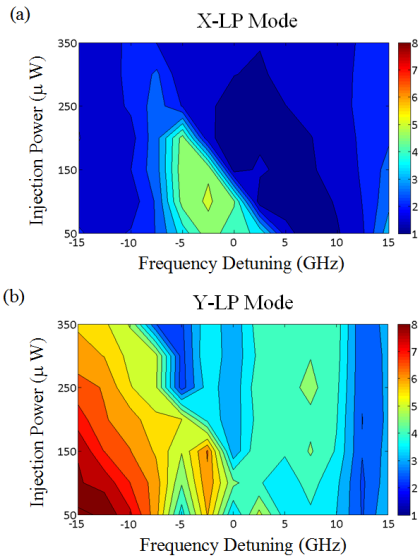 (a)
X-LP Mode
Injection Power (μ W)
350
250
150
50
-15 -10 -5 0 5 10 15
Frequency Detuning (GHz)
8
7
6
5
4
3
2
1
(b)
Y-LP Mode
Injection Power (μ W)
350
250
150
50
-15 -10 -5 0 5 10 15
Frequency Detuning (GHz)
8
7
6
5
4
3
2
1